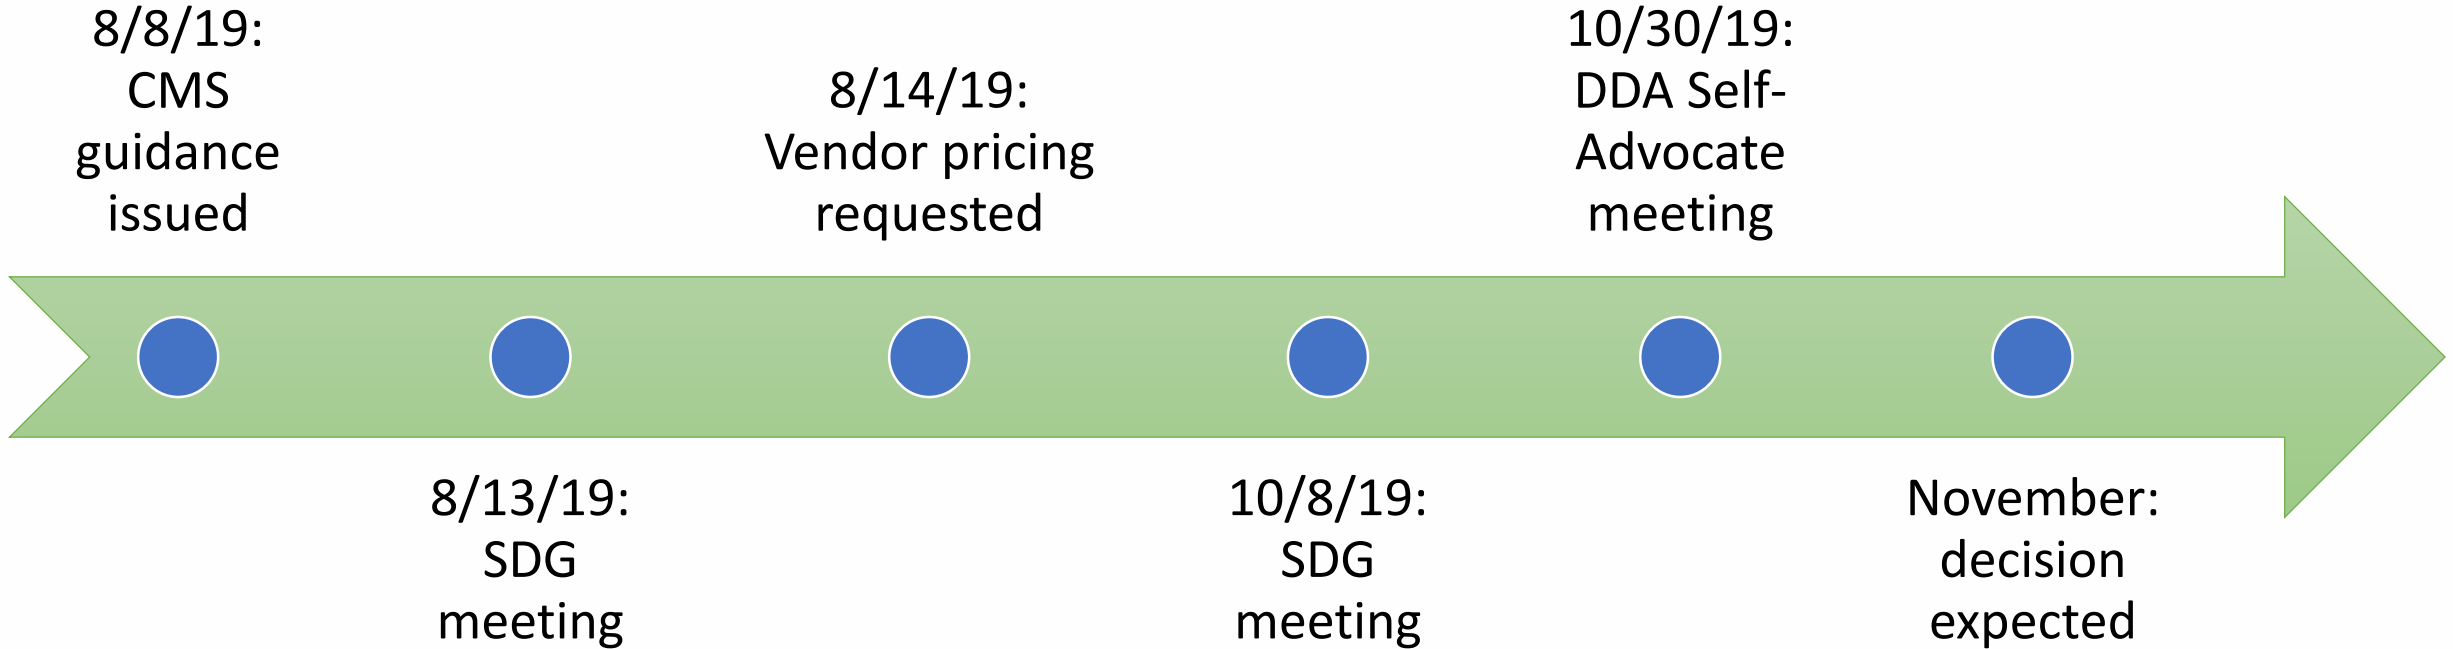 8/8/19:
CMS
guidance
issued
8/13/19:
SDG
meeting
8/14/19:
Vendor pricing
requested
10/8/19:
SDG
meeting
10/30/19:
DDA Self-
Advocate
meeting
November:
decision
expected